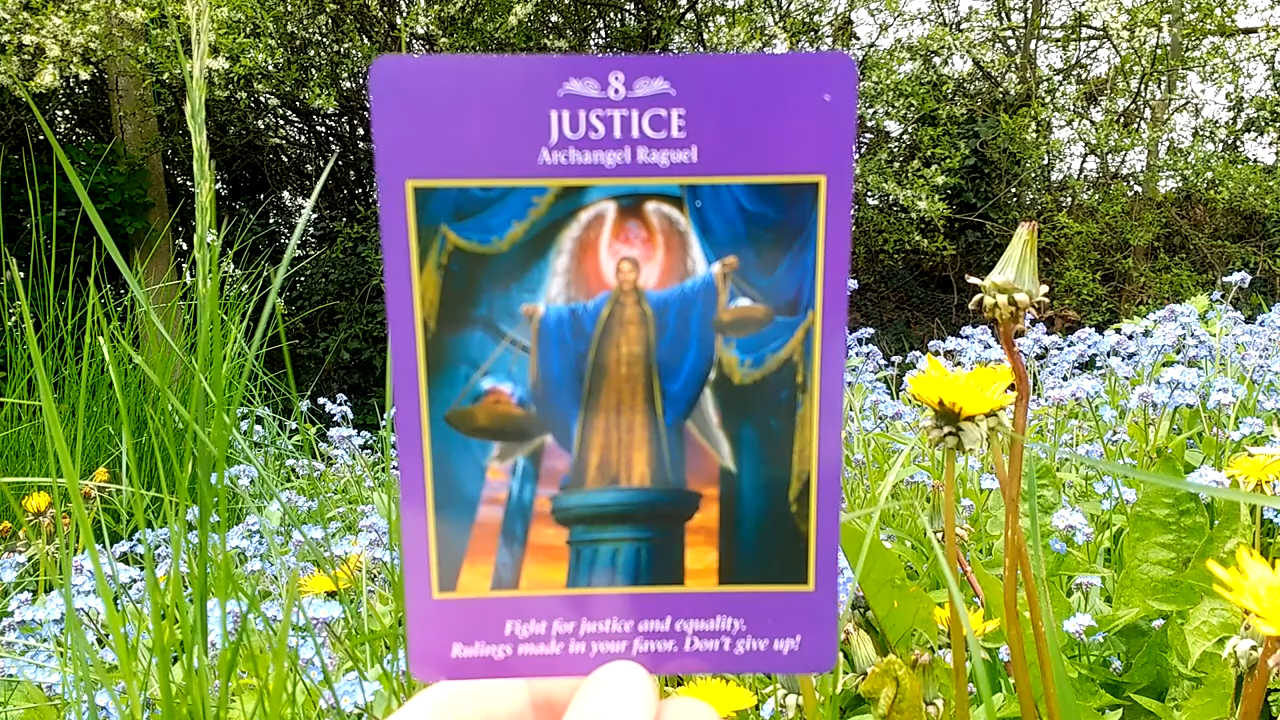 8
JUSTICE
Archangel Raguel
Fight for justice and equality.
Rulings made in your favor. Don't give up!